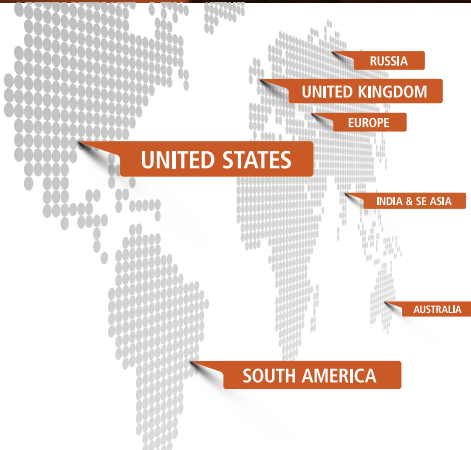 RUSSIA
UNITED KINGDOM
EUROPE
UNITED STATES
INDIA & SE ASIA
AUSTRALIA
SOUTH AMERICA